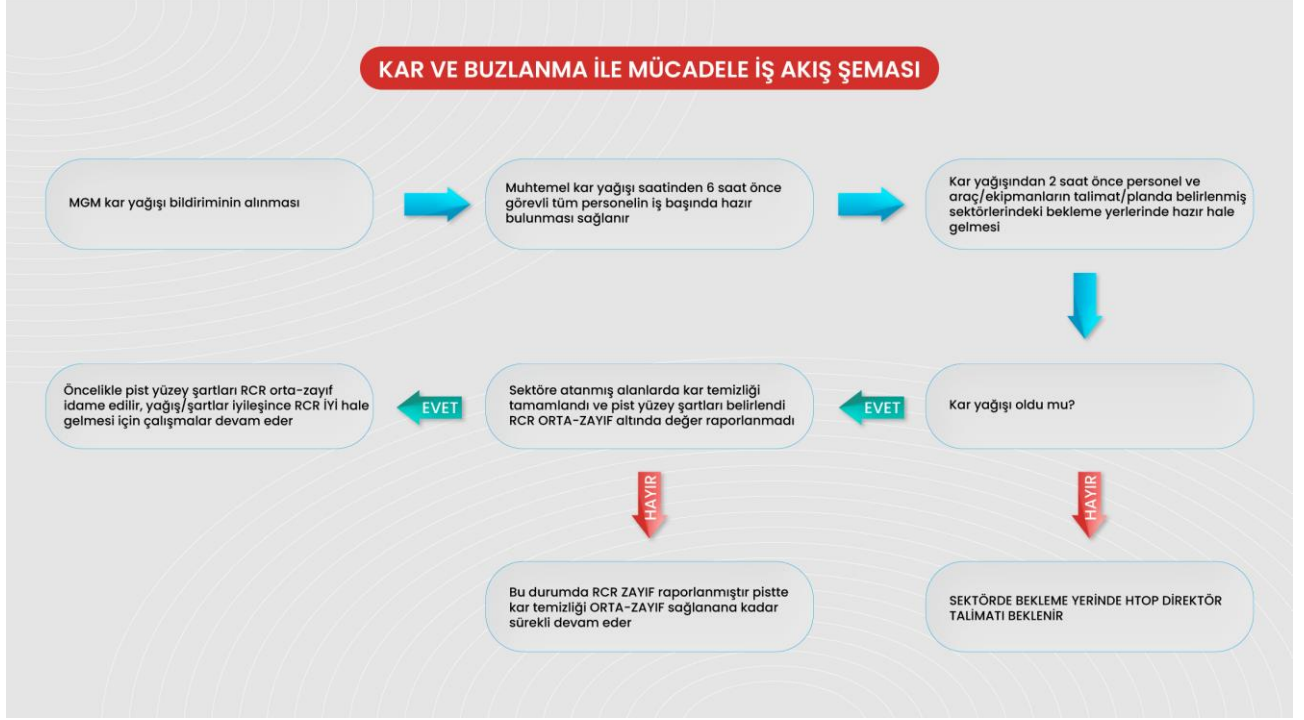 KAR VE BUZLANMA İLE MÜCADELE İŞ AKIŞ ŞEMASI
MGM kar yağışı bildiriminin alınması
Muhtemel kar yağışı saatinden 6 saat önce
görevli tüm personelin iş başında hazır
bulunması sağlanır
Kar yağışından 2 saat önce personel ve
araç/ekipmanların talimat/planda belirlenmiş
sektörlerindeki bekleme yerlerinde hazır hale
gelmesi
Kar yağışı oldu mu?
EVET
Sektöre atanmış alanlarda kar temizliği
tamamlandı ve pist yüzey şartları belirlendi
RCR ORTA-ZAYIF altında değer raporlanmadı
EVET
Öncelikle pist yüzey şartları RCR orta-zayıf
idame edilir, yağış/şartlar iyileşince RCR İYİ hale
gelmesi için çalışmalar devam eder
HAYIR
HAYIR
Bu durumda RCR ZAYIF raporlanmıştır pistte
kar temizliği ORTA-ZAYIF sağlanana kadar
sürekli devam eder
SEKTÖRDE BEKLEME YERİNDE HTOP DİREKTÖR
TALİMATI BEKLENİR